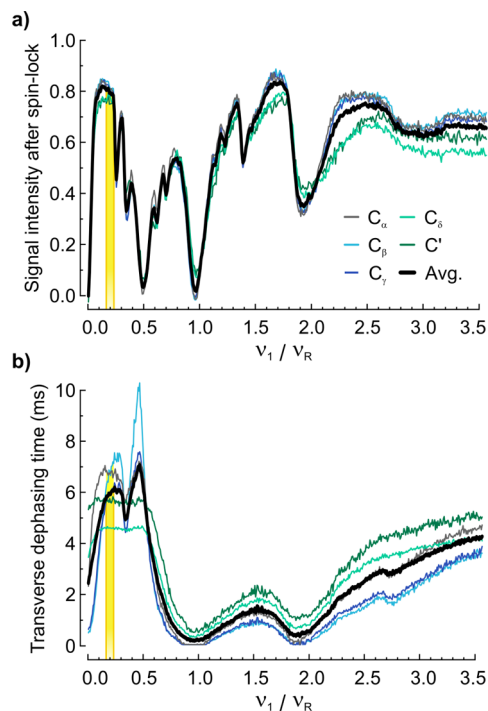 a)
Signal intensity after spin-lock
1.0
0.8
0.6
0.4
0.2
0.0
Cα Cδ
Cβ C'
Cγ Avg.
0.0 0.5 1.0 1.5 2.0 2.5 3.0 3.5
ν1 / νR
b)
Transverse dephasing time (ms)
10
8
6
4
2
0
0.0 0.5 1.0 1.5 2.0 2.5 3.0 3.5
ν1 / νR